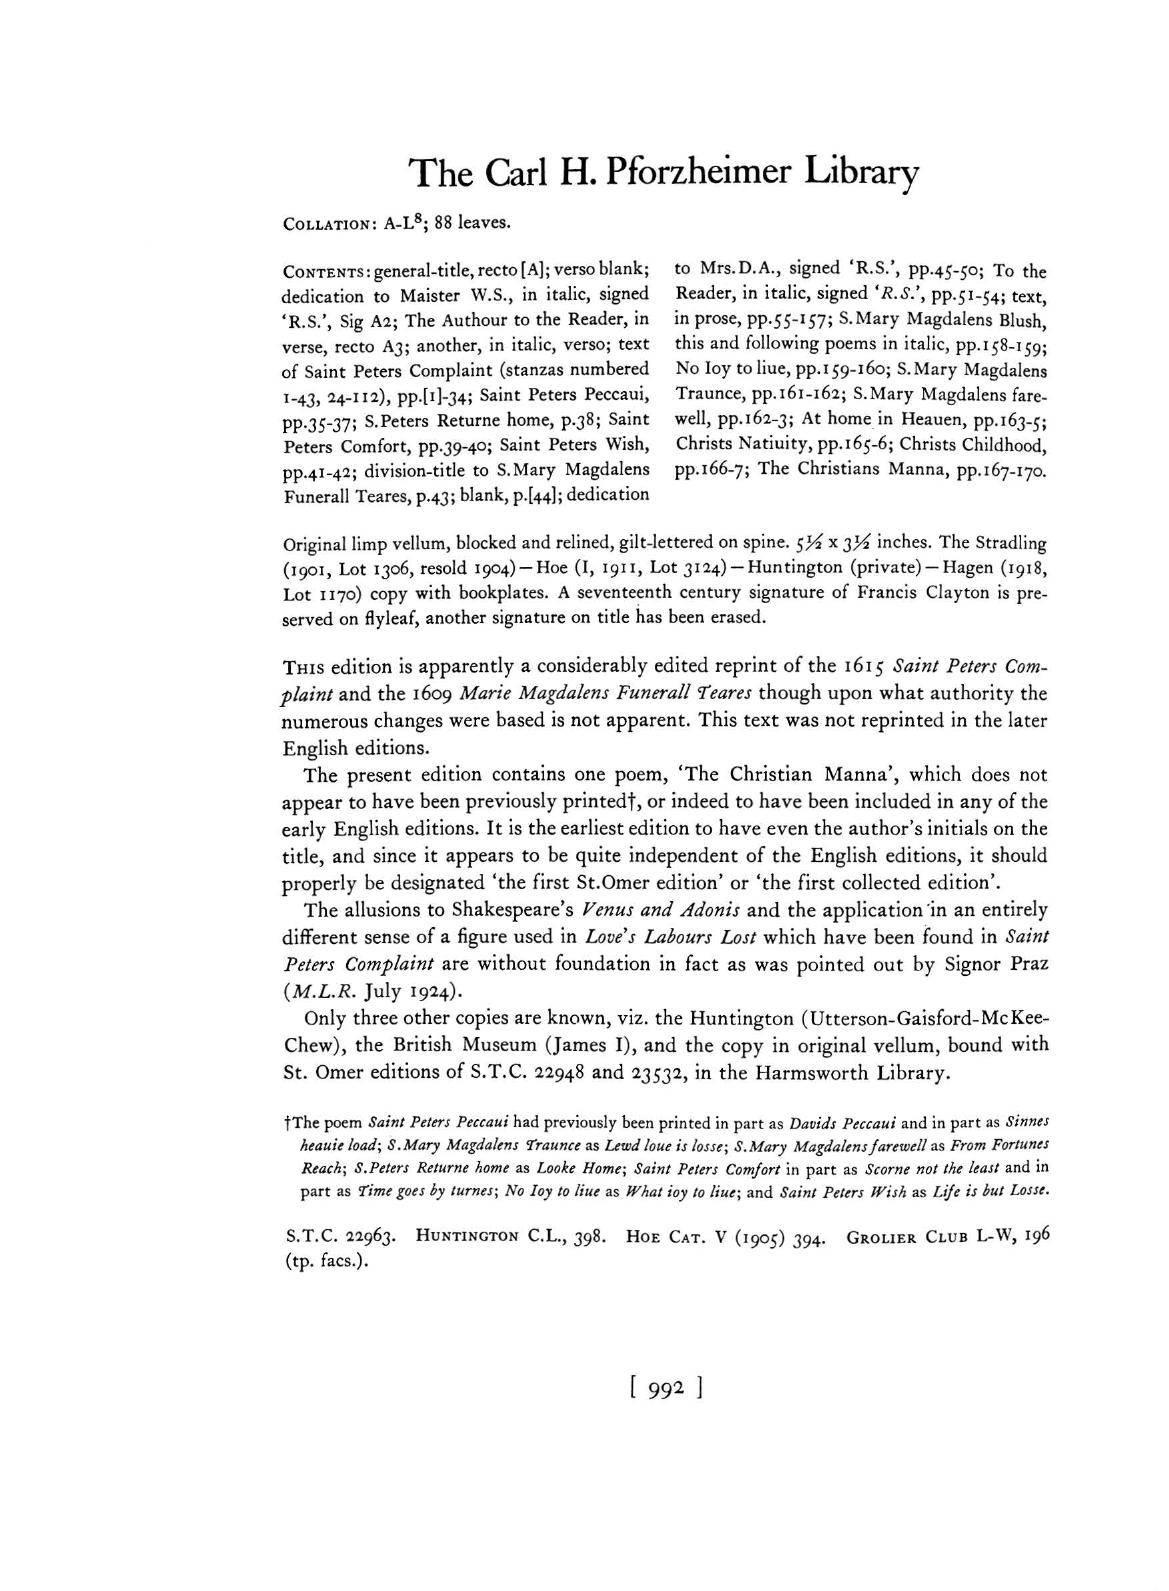 The Carl H. Pforzheimer Library
COLLATION: A-L⁸; 88 leaves.
CONTENTS: general-title, recto [A]; verso blank;
dedication to Maister W.S., in italic, signed
‘R.S.’, Sig A2; The Authour to the Reader, in
verse, recto A3; another, in italic, verso; text
of Saint Peters Complaint (stanzas numbered
1-43, 24-112), pp.[1]-34; Saint Peters Peccaui,
pp.35-37; S.Peters Returne home, p.38; Saint
Peters Comfort, pp.39-40; Saint Peters Wish,
pp.41-42; division-title to S.Mary Magdalens
Funerall Teares, p.43; blank, p.[44]; dedication
to Mrs.D.A., signed ‘R.S.’, pp.45-50; To the
Reader, in italic, signed ‘R.S.’, pp.51-54; text,
in prose, pp.55-157; S.Mary Magdalens Blush,
this and following poems in italic, pp.158-159;
No Ioy to liue, pp.159-160; S.Mary Magdalens
Traunce, pp.161-162; S.Mary Magdalens fare-
well, pp.162-3; At home in Heauen, pp.163-5;
Christs Natiuity, pp.165-6; Christs Childhood,
pp.166-7; The Christians Manna, pp.167-170.
Original limp vellum, blocked and relined, gilt-lettered on spine. 5½ x 3½ inches. The Stradling
(1901, Lot 1306, resold 1904)—Hoe (I, 1911, Lot 3124)—Huntington (private)—Hagen (1918,
Lot 1170) copy with bookplates. A seventeenth century signature of Francis Clayton is pre-
served on flyleaf, another signature on title has been erased.
THIS edition is apparently a considerably edited reprint of the 1615 Saint Peters Com-
plaint and the 1609 Marie Magdalens Funerall Teares though upon what authority the
numerous changes were based is not apparent. This text was not reprinted in the later
English editions.
The present edition contains one poem, ‘The Christian Manna’, which does not
appear to have been previously printed†, or indeed to have been included in any of the
early English editions. It is the earliest edition to have even the author’s initials on the
title, and since it appears to be quite independent of the English editions, it should
properly be designated ‘the first St.Omer edition’ or ‘the first collected edition’.
The allusions to Shakespeare’s Venus and Adonis and the application in an entirely
different sense of a figure used in Love’s Labours Lost which have been found in Saint
Peters Complaint are without foundation in fact as was pointed out by Signor Praz
(M.L.R. July 1924).
Only three other copies are known, viz. the Huntington (Utterson-Gaisford-McKee-
Chew), the British Museum (James I), and the copy in original vellum, bound with
St. Omer editions of S.T.C. 22948 and 23532, in the Harmsworth Library.
†The poem Saint Peters Peccaui had previously been printed in part as Davids Peccaui and in part as Sinnes
heauie load; S.Mary Magdalens Traunce as Lewd loue is losse; S.Mary Magdalens farewell as From Fortunes
Reach; S.Peters Returne home as Looke Home; Saint Peters Comfort in part as Scorne not the least and in
part as Time goes by turnes; No Ioy to liue as What ioy to liue; and Saint Peters Wish as Life is but Losse.
S.T.C. 22963. HUNTINGTON C.L., 398. HOE CAT. V (1905) 394. GROLIER CLUB L-W, 196
(tp. facs.).
[ 992 ]